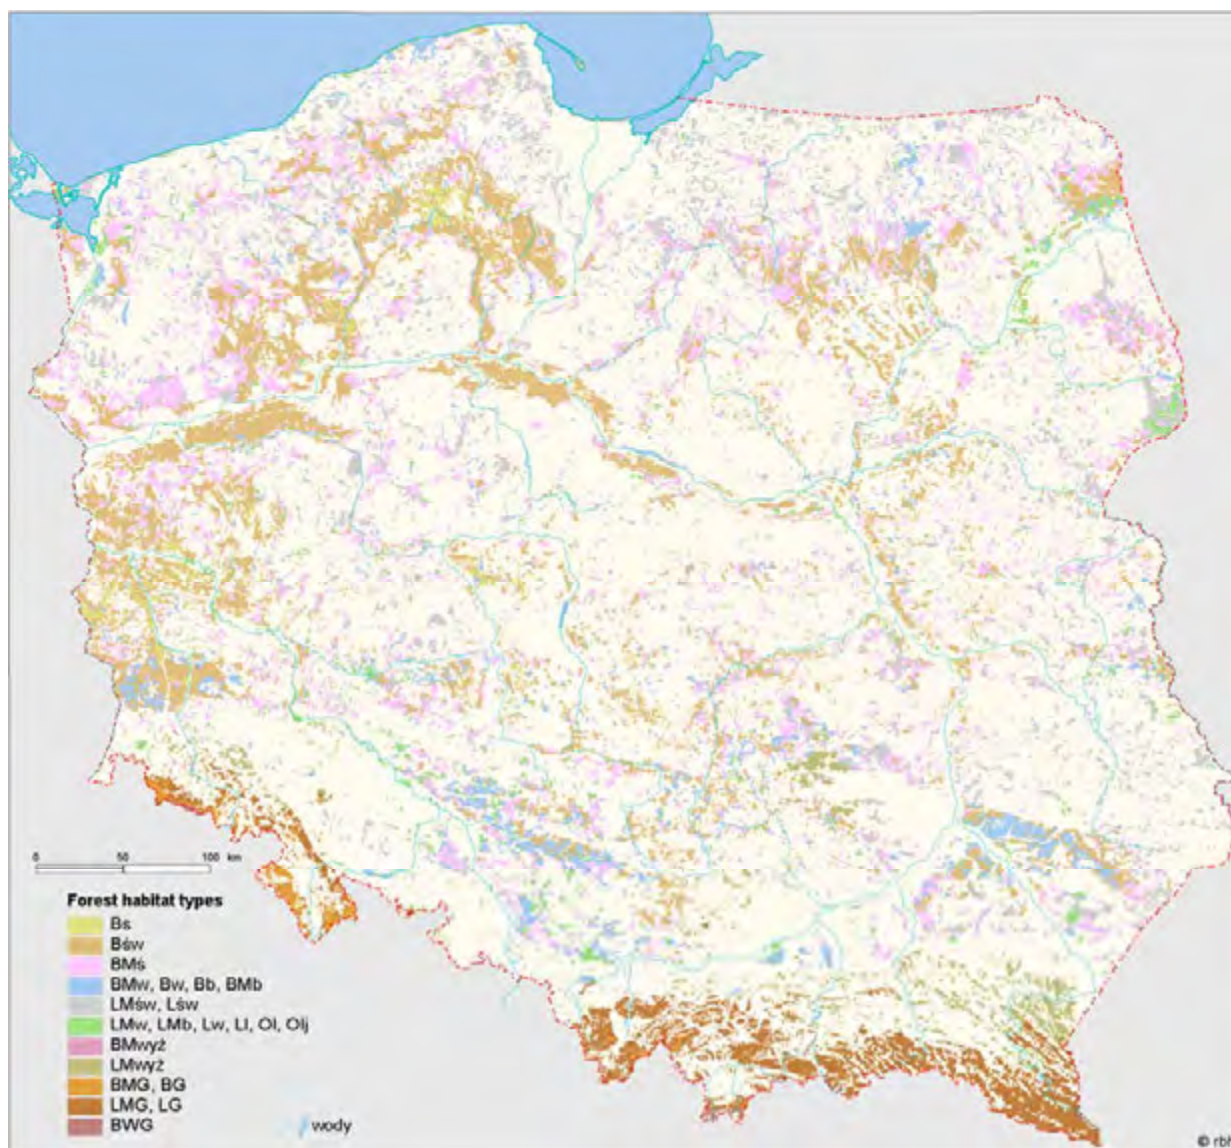 0 50 100 km
Forest habitat types
Bs
Bśw
BMś
BMw, Bw, Bb, BMb
LMśw, Lśw
LMw, LMb, Lw, Ll, Ol, Olj
BMwyż
LMwyż
BMG, BG
LMG, LG
BWG
wody